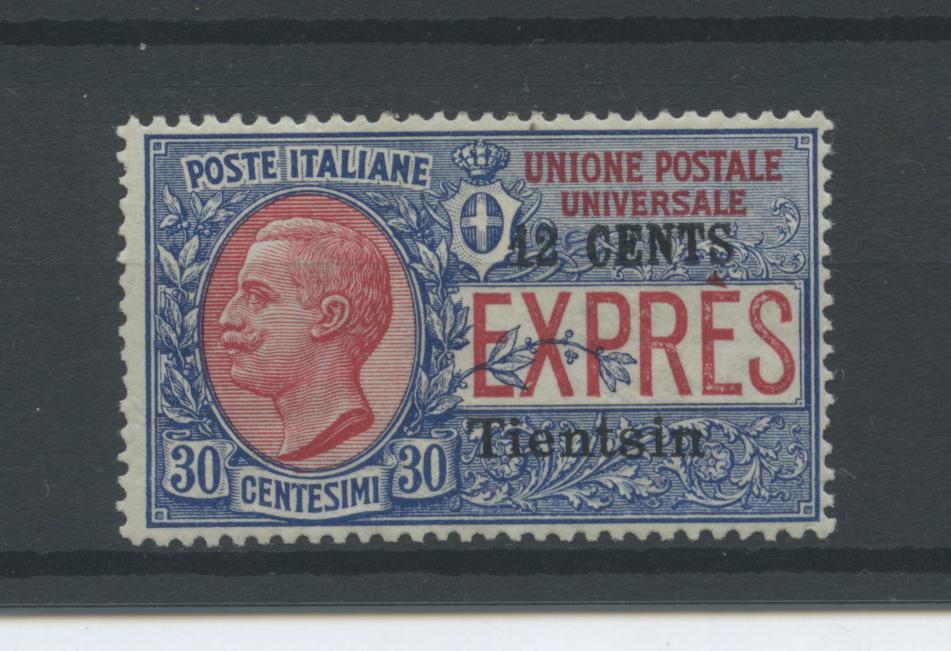 POSTE ITALIANE
UNIONE POSTALE
UNIVERSALE
12 CENTS
EXPRÈS
Tientsin
30 CENTESIMI 30